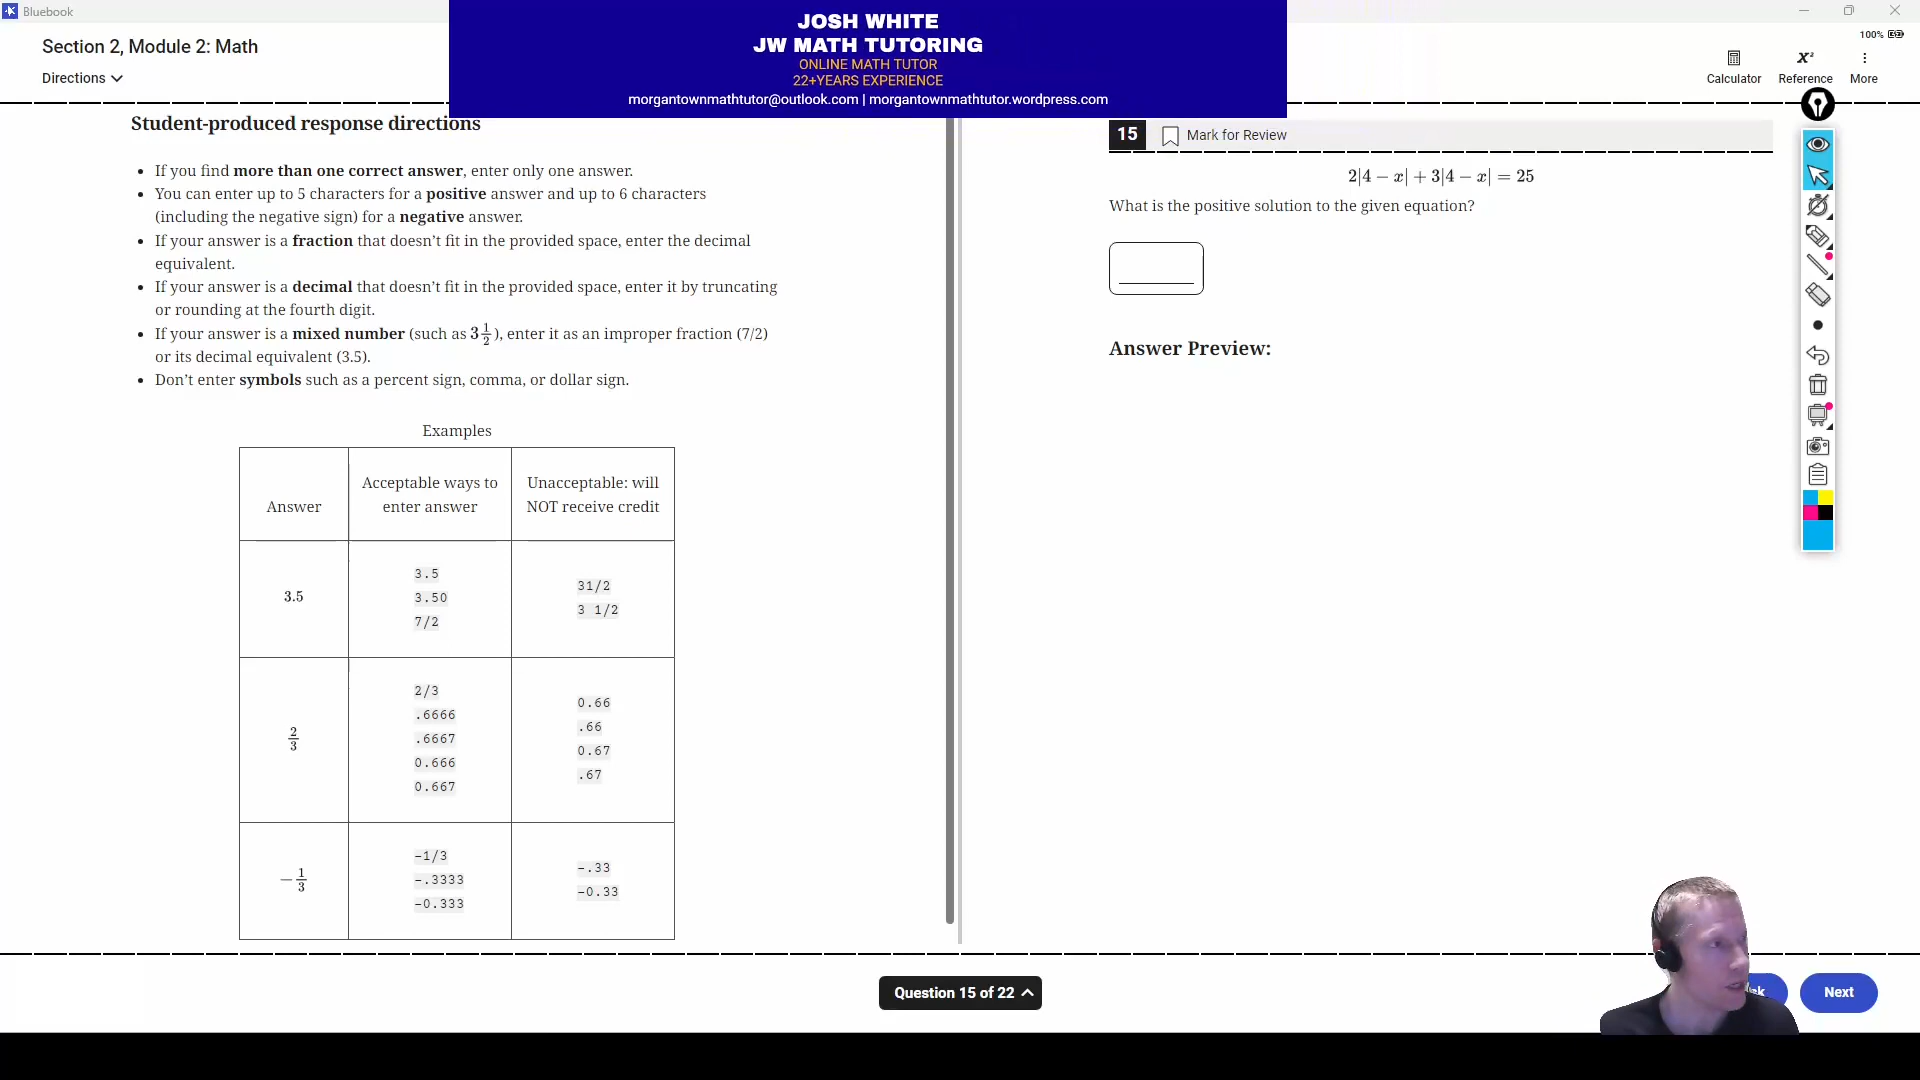 Bluebook
Section 2, Module 2: Math
Directions
JOSH WHITE
JW MATH TUTORING
ONLINE MATH TUTOR
22+YEARS EXPERIENCE
morgantownmathtutor@outlook.com | morgantownmathtutor.wordpress.com
100%
Calculator
Reference
More
Student-produced response directions
• If you find more than one correct answer, enter only one answer.
• You can enter up to 5 characters for a positive answer and up to 6 characters
(including the negative sign) for a negative answer.
• If your answer is a fraction that doesn’t fit in the provided space, enter the decimal
equivalent.
• If your answer is a decimal that doesn’t fit in the provided space, enter it by truncating
or rounding at the fourth digit.
• If your answer is a mixed number (such as 3 1/2), enter it as an improper fraction (7/2)
or its decimal equivalent (3.5).
• Don’t enter symbols such as a percent sign, comma, or dollar sign.
Examples
Answer
Acceptable ways to
enter answer
Unacceptable: will
NOT receive credit
3.5
3.5
3.50
7/2
31/2
3 1/2
2/3
2/3
.6666
.6667
0.666
0.667
0.66
.66
0.67
.67
−1/3
-1/3
-.3333
-0.333
-.33
-0.33
15 Mark for Review
2|4 − x| + 3|4 − x| = 25
What is the positive solution to the given equation?
Answer Preview:
Question 15 of 22
Next